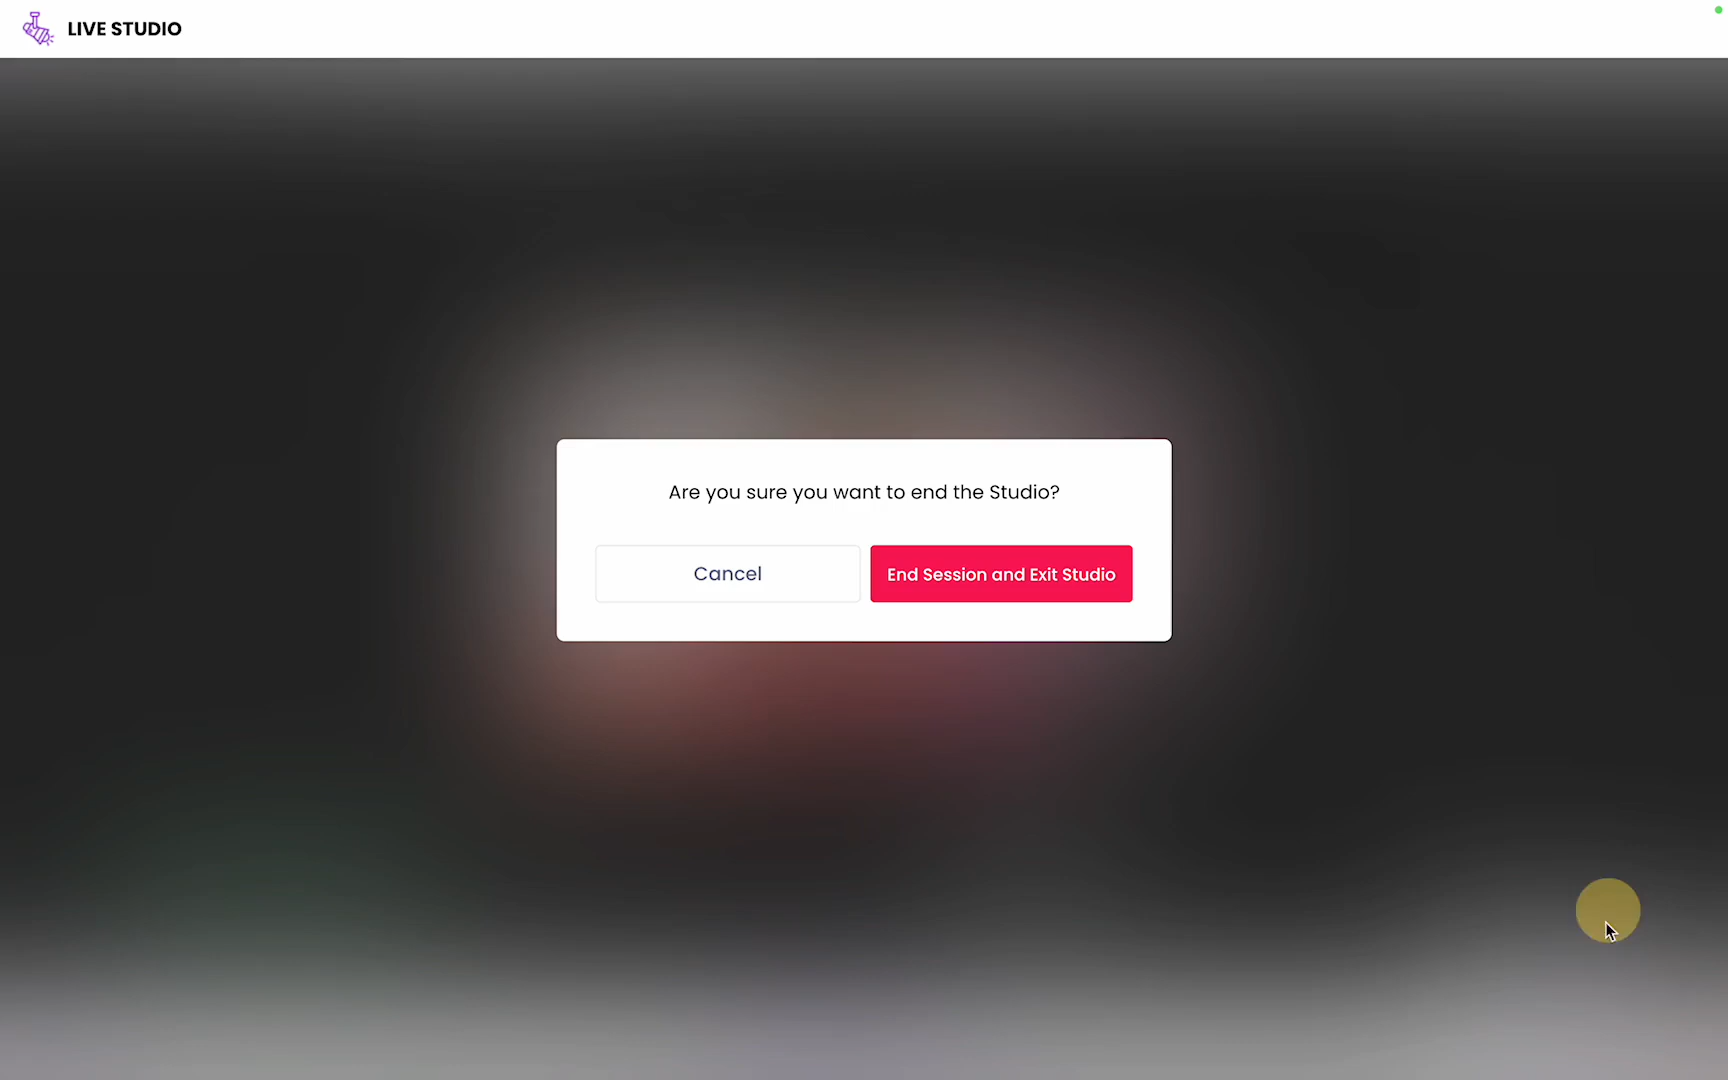 LIVE STUDIO
Are you sure you want to end the Studio?
Cancel
End Session and Exit Studio